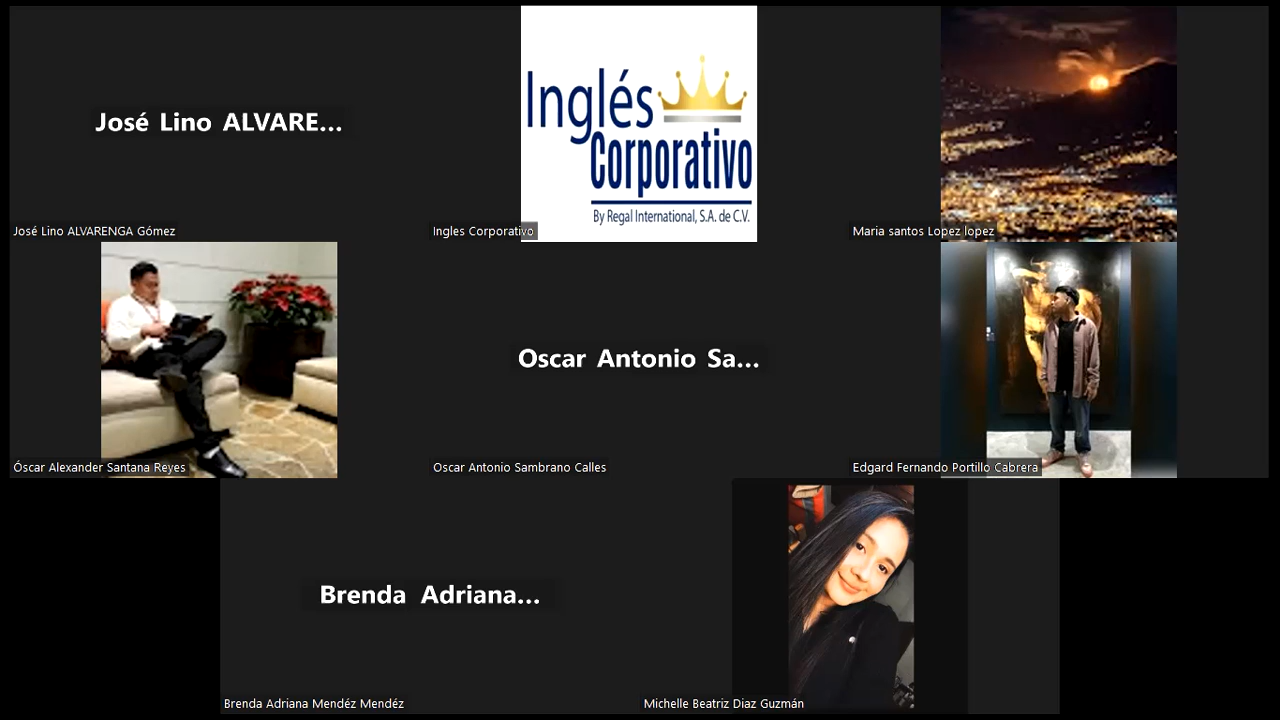 José Lino ALVARE...
Inglés
Corporativo
By Regal International, S.A. de C.V.
José Lino ALVARENGA Gómez
Ingles Corporativo
Maria santos Lopez lopez
Oscar Antonio Sa...
Óscar Alexander Santana Reyes
Oscar Antonio Sambrano Calles
Edgard Fernando Portillo Cabrera
Brenda Adriana...
Brenda Adriana Mendéz Mendéz
Michelle Beatriz Diaz Guzmán